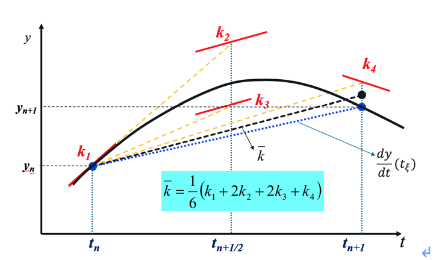 y
k₂
k₄
yₙ₊₁
k₃
k₁
k̅
dy/dt (t_ξ)
yₙ
k̅ = 1/6 (k₁ + 2k₂ + 2k₃ + k₄)
tₙ
tₙ₊₁/₂
tₙ₊₁
t